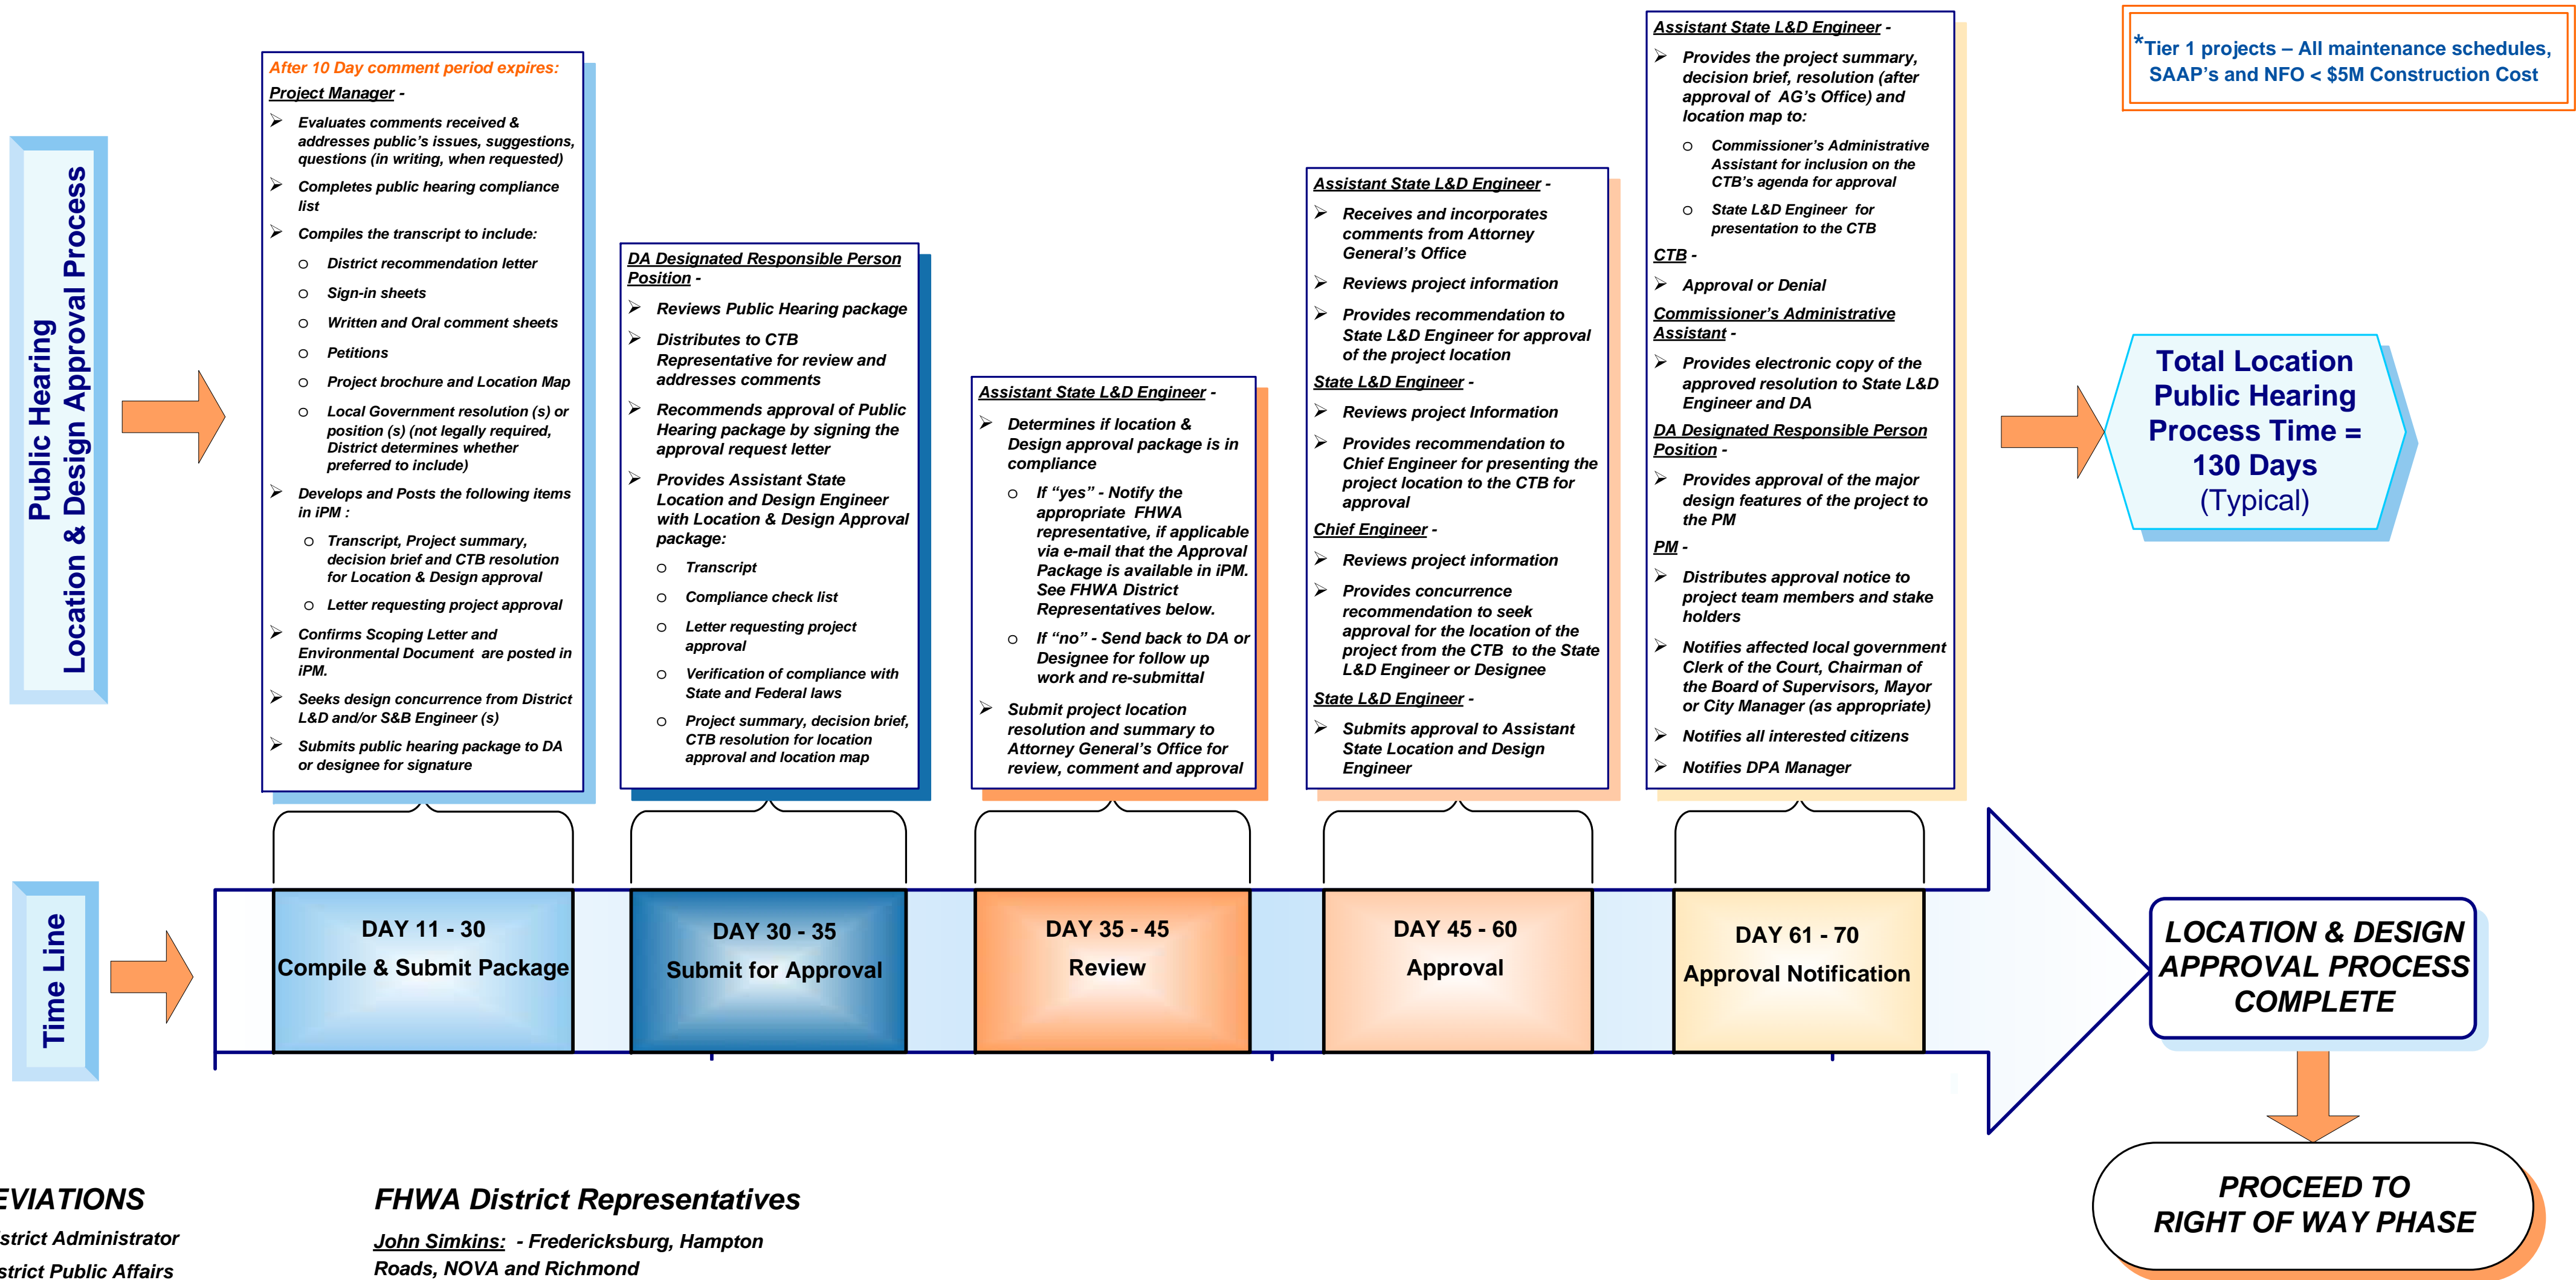 Public Hearing
Location & Design Approval Process
After 10 Day comment period expires:
Project Manager -
➢ Evaluates comments received &
addresses public's issues, suggestions,
questions (in writing, when requested)
➢ Completes public hearing compliance
list
➢ Compiles the transcript to include:
o District recommendation letter
o Sign-in sheets
o Written and Oral comment sheets
o Petitions
o Project brochure and Location Map
o Local Government resolution (s) or
position (s) (not legally required,
District determines whether
preferred to include)
➢ Develops and Posts the following items
in iPM :
o Transcript, Project summary,
decision brief and CTB resolution
for Location & Design approval
o Letter requesting project approval
➢ Confirms Scoping Letter and
Environmental Document are posted in
iPM.
➢ Seeks design concurrence from District
L&D and/or S&B Engineer (s)
➢ Submits public hearing package to DA
or designee for signature
DA Designated Responsible Person
Position -
➢ Reviews Public Hearing package
➢ Distributes to CTB
Representative for review and
addresses comments
➢ Recommends approval of Public
Hearing package by signing the
approval request letter
➢ Provides Assistant State
Location and Design Engineer
with Location & Design Approval
package:
o Transcript
o Compliance check list
o Letter requesting project
approval
o Verification of compliance with
State and Federal laws
o Project summary, decision brief,
CTB resolution for location
approval and location map
Assistant State L&D Engineer -
➢ Determines if location &
Design approval package is in
compliance
o If "yes" - Notify the
appropriate FHWA
representative, if applicable
via e-mail that the Approval
Package is available in iPM.
See FHWA District
Representatives below.
o If "no" - Send back to DA or
Designee for follow up
work and re-submittal
➢ Submit project location
resolution and summary to
Attorney General's Office for
review, comment and approval
Assistant State L&D Engineer -
➢ Receives and incorporates
comments from Attorney
General's Office
➢ Reviews project information
➢ Provides recommendation to
State L&D Engineer for approval
of the project location
State L&D Engineer -
➢ Reviews project Information
➢ Provides recommendation to
Chief Engineer for presenting the
project location to the CTB for
approval
Chief Engineer -
➢ Reviews project information
➢ Provides concurrence
recommendation to seek
approval for the location of the
project from the CTB to the State
L&D Engineer or Designee
State L&D Engineer -
➢ Submits approval to Assistant
State Location and Design
Engineer
Assistant State L&D Engineer -
➢ Provides the project summary,
decision brief, resolution (after
approval of AG's Office) and
location map to:
o Commissioner's Administrative
Assistant for inclusion on the
CTB's agenda for approval
o State L&D Engineer for
presentation to the CTB
CTB -
➢ Approval or Denial
Commissioner's Administrative
Assistant -
➢ Provides electronic copy of the
approved resolution to State L&D
Engineer and DA
DA Designated Responsible Person
Position -
➢ Provides approval of the major
design features of the project to
the PM
PM -
➢ Distributes approval notice to
project team members and stake
holders
➢ Notifies affected local government
Clerk of the Court, Chairman of
the Board of Supervisors, Mayor
or City Manager (as appropriate)
➢ Notifies all interested citizens
➢ Notifies DPA Manager
*Tier 1 projects – All maintenance schedules,
SAAP's and NFO < $5M Construction Cost
Total Location
Public Hearing
Process Time =
130 Days
(Typical)
Time Line
DAY 11 - 30
Compile & Submit Package
DAY 30 - 35
Submit for Approval
DAY 35 - 45
Review
DAY 45 - 60
Approval
DAY 61 - 70
Approval Notification
LOCATION & DESIGN
APPROVAL PROCESS
COMPLETE
PROCEED TO
RIGHT OF WAY PHASE
EVIATIONS
strict Administrator
strict Public Affairs
FHWA District Representatives
John Simkins: - Fredericksburg, Hampton
Roads, NOVA and Richmond